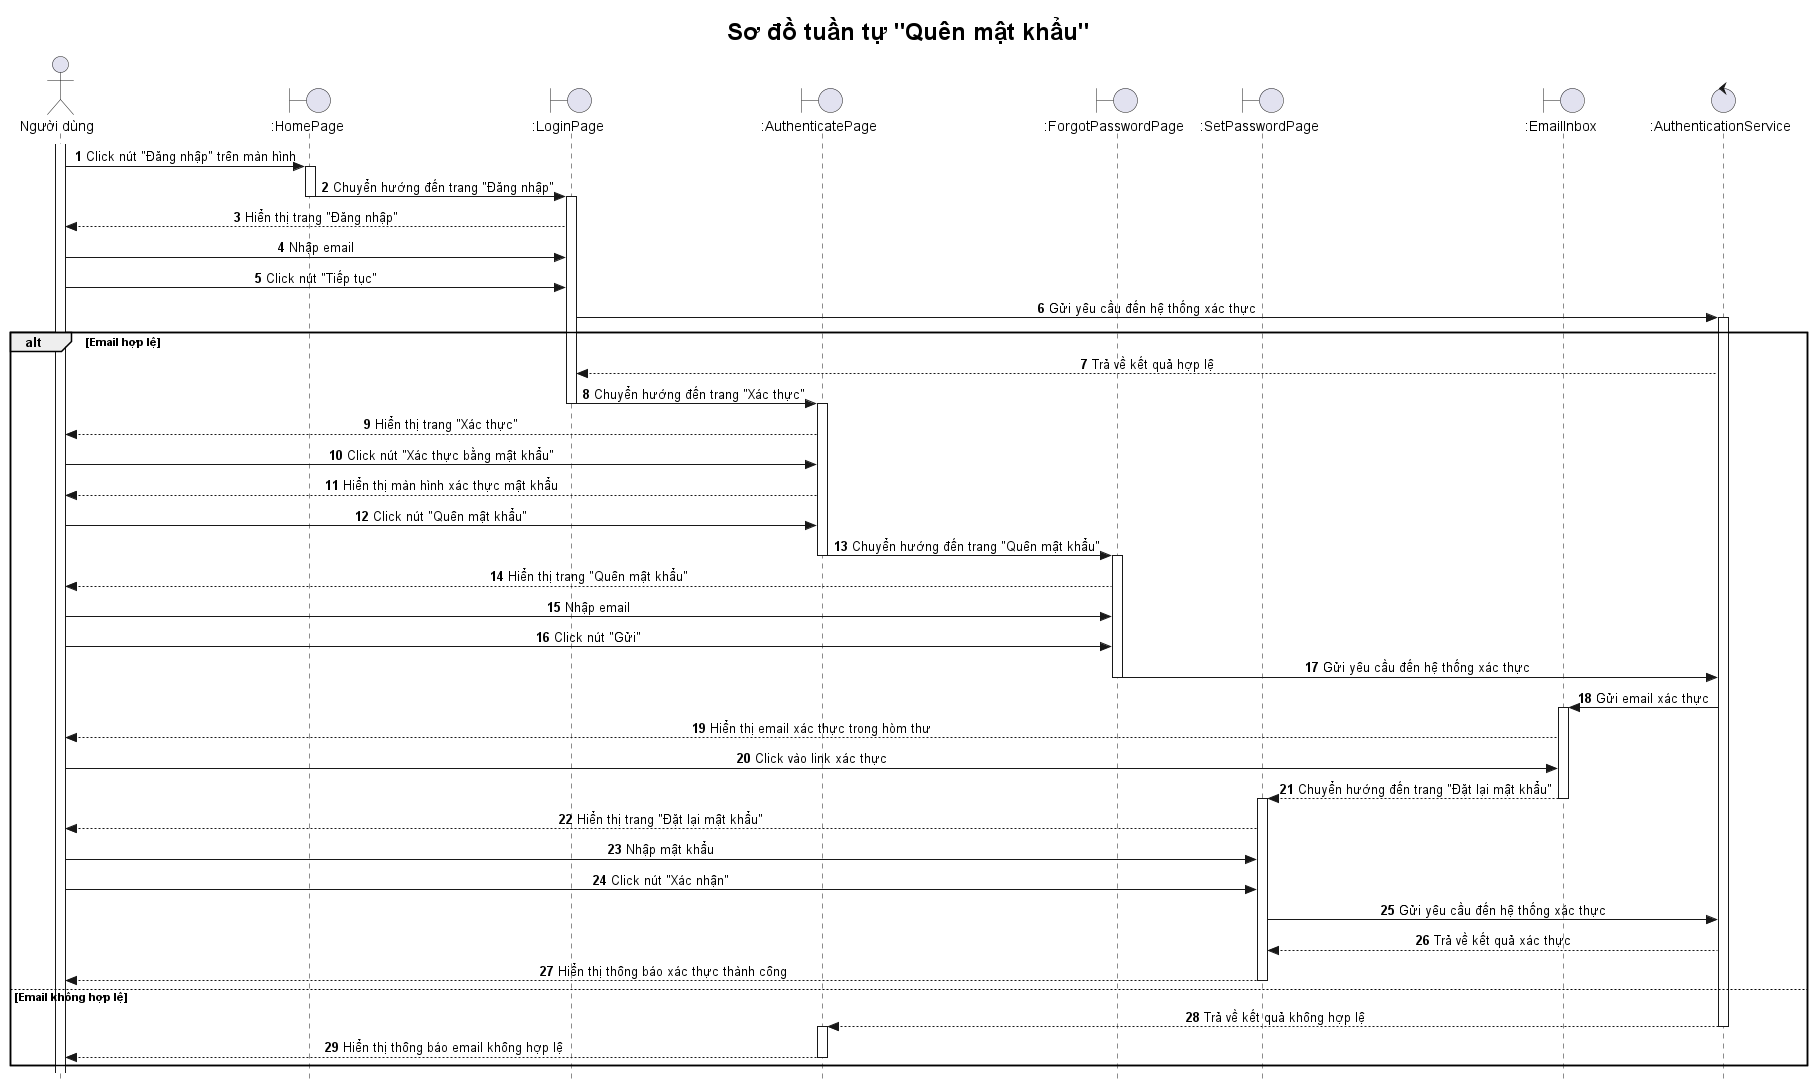 Sơ đồ tuần tự "Quên mật khẩu"
Người dùng
:HomePage
:LoginPage
:AuthenticatePage
:ForgotPasswordPage
:SetPasswordPage
:EmailInbox
:AuthenticationService
1 Click nút "Đăng nhập" trên màn hình
2 Chuyển hướng đến trang "Đăng nhập"
3 Hiển thị trang "Đăng nhập"
4 Nhập email
5 Click nút "Tiếp tục"
6 Gửi yêu cầu đến hệ thống xác thực
alt
[Email hợp lệ]
7 Trả về kết quả hợp lệ
8 Chuyển hướng đến trang "Xác thực"
9 Hiển thị trang "Xác thực"
10 Click nút "Xác thực bằng mật khẩu"
11 Hiển thị màn hình xác thực mật khẩu
12 Click nút "Quên mật khẩu"
13 Chuyển hướng đến trang "Quên mật khẩu"
14 Hiển thị trang "Quên mật khẩu"
15 Nhập email
16 Click nút "Gửi"
17 Gửi yêu cầu đến hệ thống xác thực
18 Gửi email xác thực
19 Hiển thị email xác thực trong hòm thư
20 Click vào link xác thực
21 Chuyển hướng đến trang "Đặt lại mật khẩu"
22 Hiển thị trang "Đặt lại mật khẩu"
23 Nhập mật khẩu
24 Click nút "Xác nhận"
25 Gửi yêu cầu đến hệ thống xác thực
26 Trả về kết quả xác thực
27 Hiển thị thông báo xác thực thành công
[Email không hợp lệ]
28 Trả về kết quả không hợp lệ
29 Hiển thị thông báo email không hợp lệ